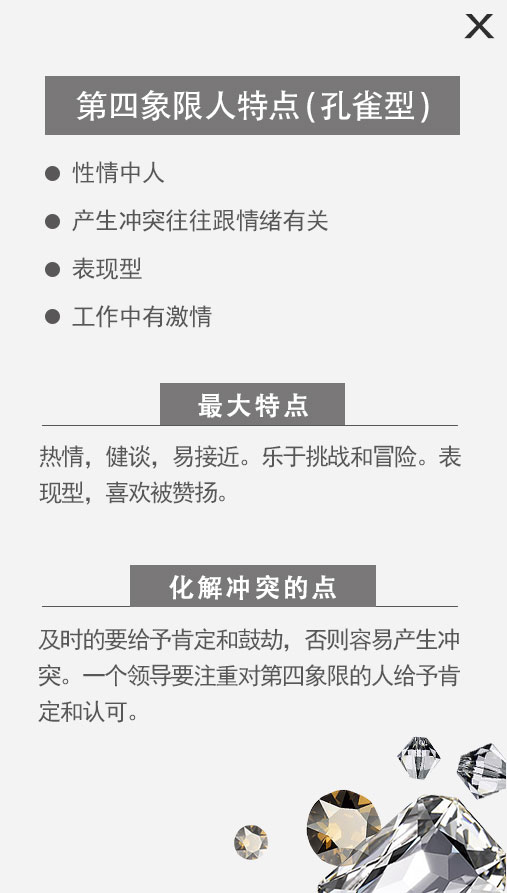 X
第四象限人特点(孔雀型)
● 性情中人
● 产生冲突往往跟情绪有关
● 表现型
● 工作中有激情
最大特点
热情，健谈，易接近。乐于挑战和冒险。表
现型，喜欢被赞扬。
化解冲突的点
及时的要给予肯定和鼓劫，否则容易产生冲
突。一个领导要注重对第四象限的人给予肯
定和认可。